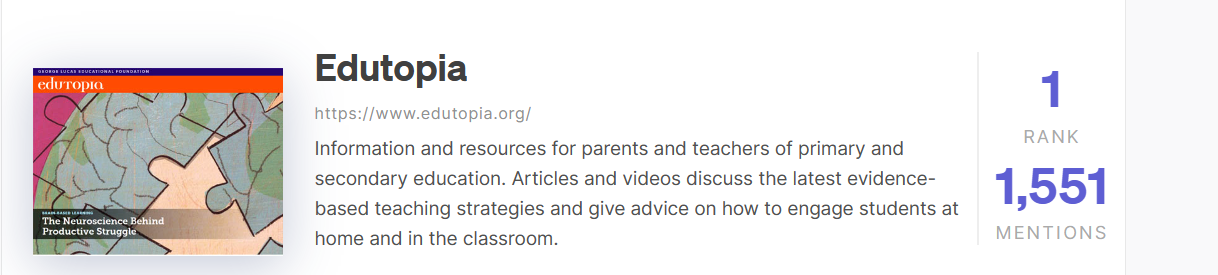 GEORGE LUCAS EDUCATIONAL FOUNDATION
edutopia
BRAIN-BASED LEARNING
The Neuroscience Behind
Productive Struggle
Edutopia
https://www.edutopia.org/
Information and resources for parents and teachers of primary and
secondary education. Articles and videos discuss the latest evidence-
based teaching strategies and give advice on how to engage students at
home and in the classroom.
1
RANK
1,551
MENTIONS